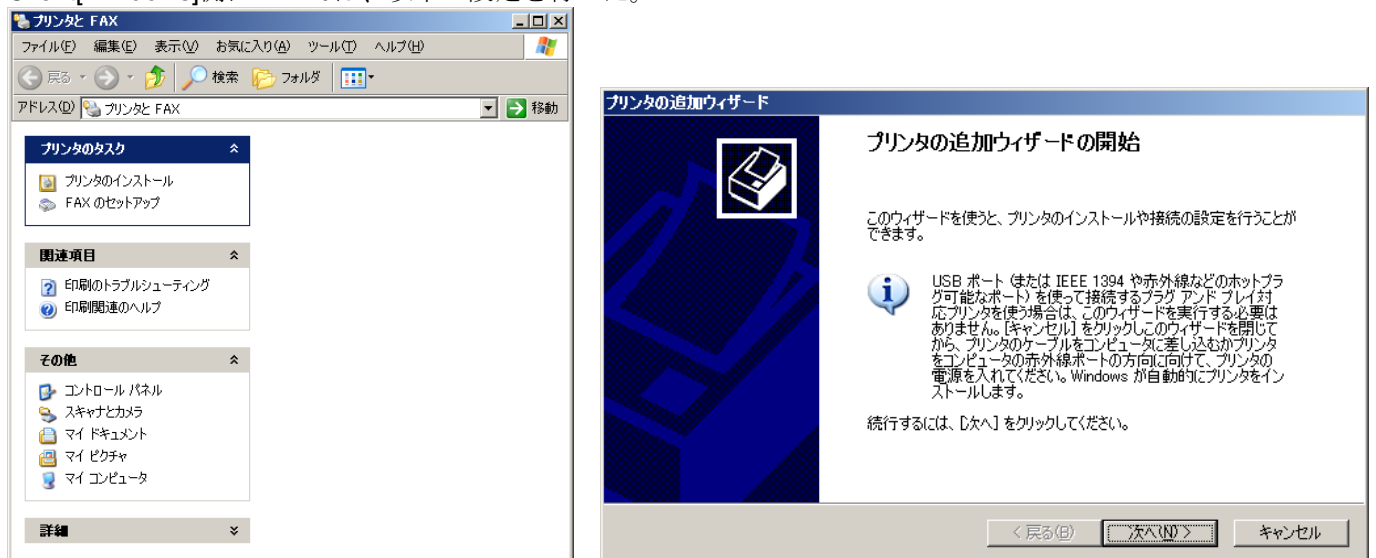 プリンタと FAX
ファイル(F) 編集(E) 表示(V) お気に入り(A) ツール(T) ヘルプ(H)
戻る 検索 フォルダ
アドレス(D) プリンタと FAX 移動
プリンタのタスク
プリンタのインストール
FAX のセットアップ
関連項目
印刷のトラブルシューティング
印刷関連のヘルプ
その他
コントロール パネル
スキャナとカメラ
マイ ドキュメント
マイ ピクチャ
マイ コンピュータ
詳細
プリンタの追加ウィザード
プリンタの追加ウィザードの開始
このウィザードを使うと、プリンタのインストールや接続の設定を行うことが
できます。
USB ポート (または IEEE 1394 や赤外線などのホットプラ
グ可能なポート) を使って接続するプラグ アンド プレイ対
応プリンタを使う場合は、このウィザードを実行する必要は
ありません。[キャンセル] をクリックしこのウィザードを閉じて
から、プリンタのケーブルをコンピュータに差し込むかプリンタ
をコンピュータの赤外線ポートの方向に向けて、プリンタの
電源を入れてください。Windows が自動的にプリンタをイン
ストールします。
続行するには、[次へ] をクリックしてください。
< 戻る(B) 次へ(N) > キャンセル